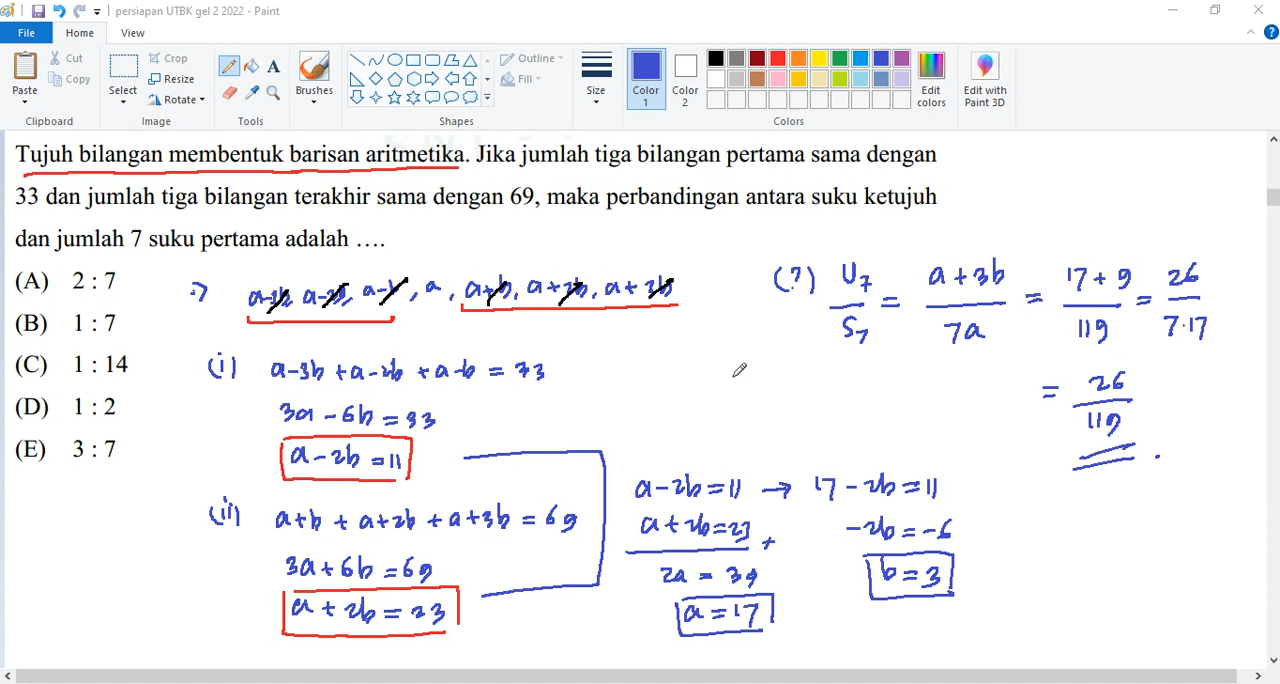 persiapan UTBK gel 2 2022 - Paint
File Home View
Paste Cut Copy
Clipboard
Select Crop Resize Rotate
Image
A
Tools
Brushes
Outline Fill
Shapes
Size
Color 1 Color 2 Edit colors
Colors
Edit with Paint 3D
Tujuh bilangan membentuk barisan aritmetika. Jika jumlah tiga bilangan pertama sama dengan
33 dan jumlah tiga bilangan terakhir sama dengan 69, maka perbandingan antara suku ketujuh
dan jumlah 7 suku pertama adalah ….
(A) 2 : 7
(B) 1 : 7
(C) 1 : 14
(D) 1 : 2
(E) 3 : 7
a-3b, a-2b, a-b, a, a+b, a+2b, a+3b
(i) a-3b + a-2b + a-b = 33
3a - 6b = 33
a - 2b = 11
(ii) a+b + a+2b + a+3b = 69
3a + 6b = 69
a + 2b = 23
a-2b=11 → 17-2b=11
a+2b=23 + -2b=-6
2a = 34 b=3
a=17
(?) U7/S7 = a+3b/7a = 17+9/119 = 26/7·17
= 26/119.